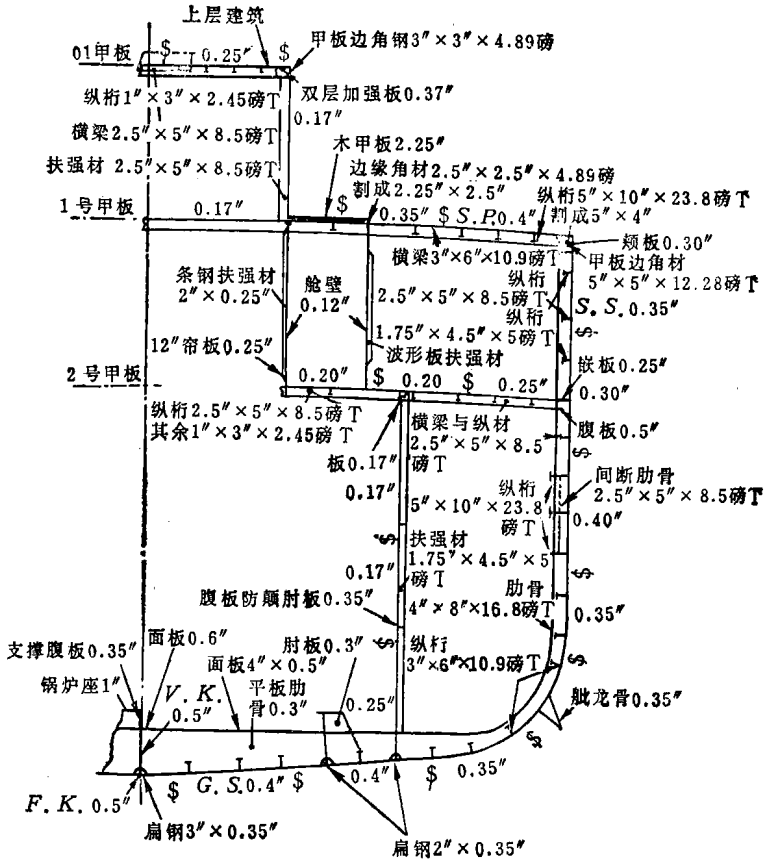 上层建筑
01甲板
$
0.25″
$
甲板边角钢3″×3″×4.89磅
纵桁1″×3″×2.45磅T
双层加强板0.37″
0.17″
横梁2.5″×5″×8.5磅T
木甲板2.25″
扶强材 2.5″×5″×8.5磅T
边缘角材2.5″×2.5″×4.89磅
割成2.25″×2.5″
纵桁5″×10″×23.8磅T
割成5″×4″
1号甲板
0.17″
$
0.35″
$
S.P.0.4″
颊板0.30″
横梁3″×6″×10.9磅T
甲板边角材
5″×5″×12.28磅T
条钢扶强材
2″×0.25″
舱壁
0.12″
纵桁
2.5″×5″×8.5磅T
S.S.0.35″
纵桁
1.75″×4.5″×5磅T
$
12″帘板0.25″
波形板扶强材
嵌板0.25″
2号甲板
0.20″
$
0.20
$
0.25″
0.30″
纵桁2.5″×5″×8.5磅T
其余1″×3″×2.45磅T
横梁与纵材
2.5″×5″×8.5
磅T
腹板0.5″
$
板0.17″
间断肋骨
2.5″×5″×8.5磅T
0.17″
纵桁
5″×10″×23.8
磅T
0.40″
$
扶强材
1.75″×4.5″×5
磅T
0.17″
$
肋骨
4″×8″×16.8磅T
腹板防颠肘板0.35″
0.35″
支撑腹板0.35″
面板0.6″
肘板0.3″
$
纵桁
3″×6″×10.9磅T
$
面板4″×0.5″
锅炉座1″
V.K.
0.5″
平板肋
骨0.3″
0.25″
舭龙骨0.35″
$
F.K.0.5″
$
G.S.0.4″
$
0.4″
$
0.35″
扁钢3″×0.35″
扁钢2″×0.35″